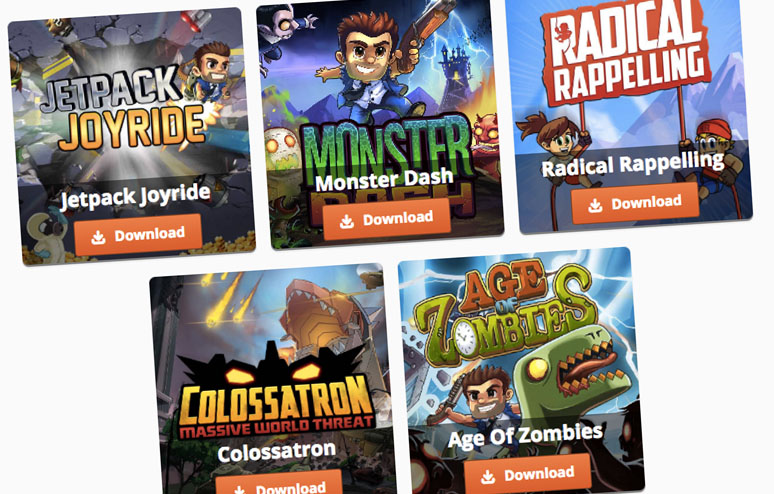 JETPACK
JOYRIDE
Jetpack Joyride
Download
MONSTER
DASH
Monster Dash
Download
RADICAL
RAPPELLING
Radical Rappelling
Download
COLOSSATRON
MASSIVE WORLD THREAT
Colossatron
Download
AGE
OF
ZOMBIES
Age Of Zombies
Download